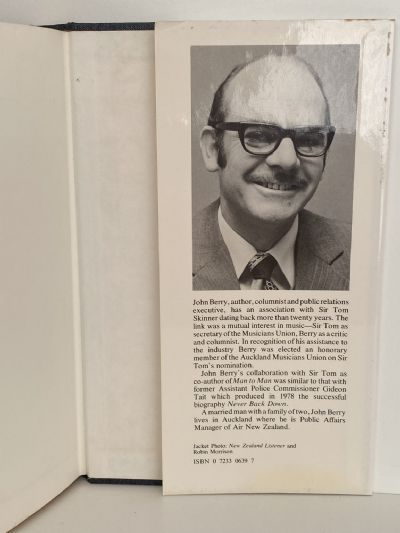 John Berry, author, columnist and public relations
executive, has an association with Sir Tom
Skinner dating back more than twenty years. The
link was a mutual interest in music—Sir Tom as
secretary of the Musicians Union, Berry as a critic
and columnist. In recognition of his assistance to
the industry Berry was elected an honorary
member of the Auckland Musicians Union on Sir
Tom's nomination.
John Berry's collaboration with Sir Tom as
co-author of Man to Man was similar to that with
former Assistant Police Commissioner Gideon
Tait which produced in 1978 the successful
biography Never Back Down.
A married man with a family of two, John Berry
lives in Auckland where he is Public Affairs
Manager of Air New Zealand.
Jacket Photo: New Zealand Listener and
Robin Morrison
ISBN 0 7233 0639 7